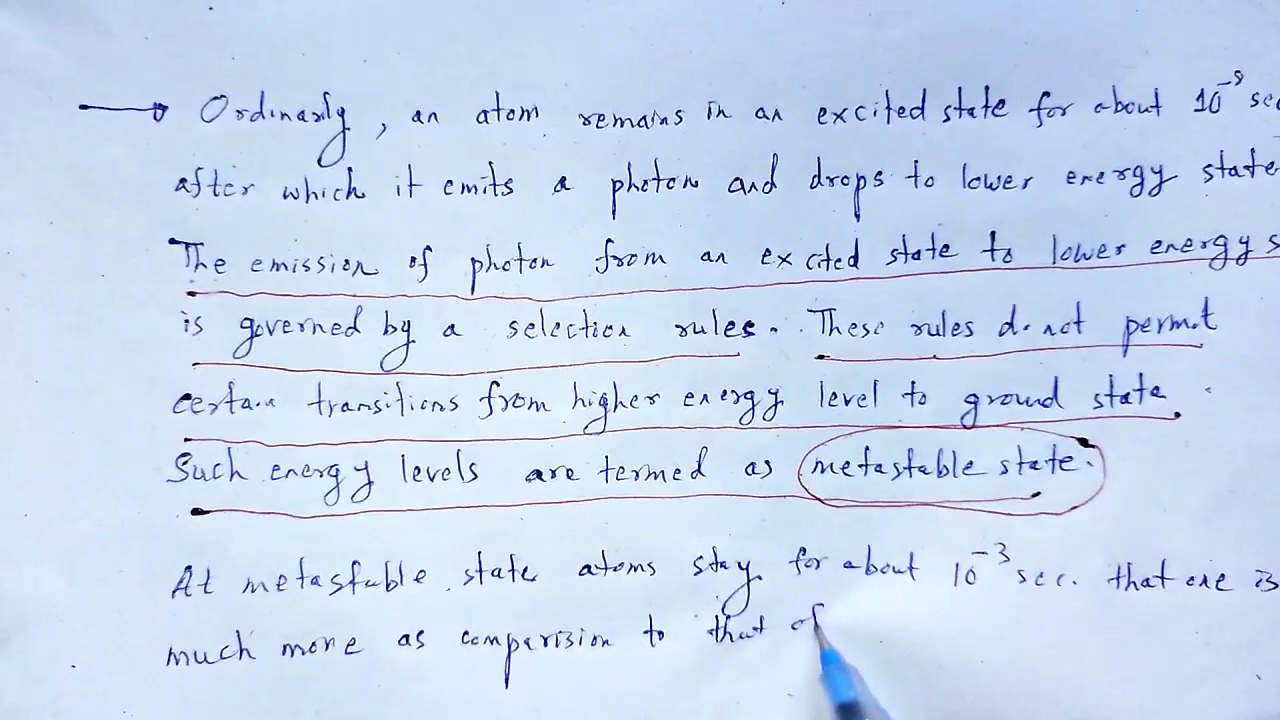 Ordinarily, an atom remains in an excited state for about 10⁻⁸ sec
after which it emits a photon and drops to lower energy state
The emission of photon from an excited state to lower energy s
is governed by a selection rules. These rules do not permit
certain transitions from higher energy level to ground state.
Such energy levels are termed as metastable state.
At metastable state atoms stay for about 10⁻³ sec. that one is
much more as comparision to that of